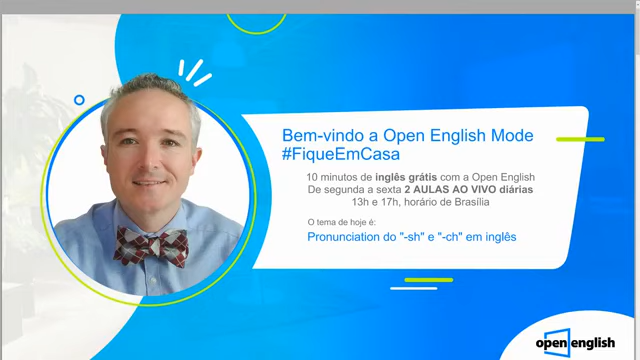 Bem-vindo a Open English Mode
#FiqueEmCasa
10 minutos de inglês grátis com a Open English
De segunda a sexta 2 AULAS AO VIVO diárias
13h e 17h, horário de Brasília
O tema de hoje é:
Pronunciation do "-sh" e "-ch" em inglês
open english